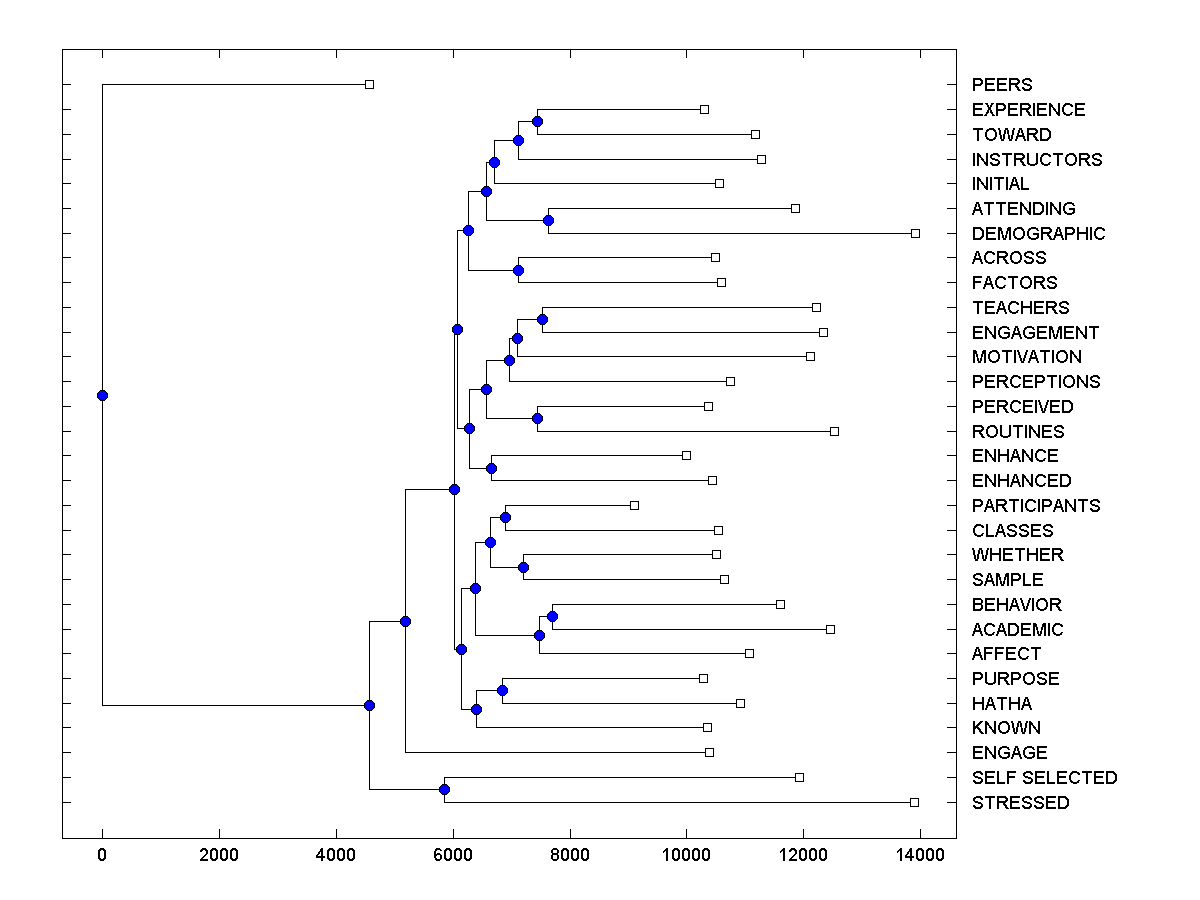 PEERS
EXPERIENCE
TOWARD
INSTRUCTORS
INITIAL
ATTENDING
DEMOGRAPHIC
ACROSS
FACTORS
TEACHERS
ENGAGEMENT
MOTIVATION
PERCEPTIONS
PERCEIVED
ROUTINES
ENHANCE
ENHANCED
PARTICIPANTS
CLASSES
WHETHER
SAMPLE
BEHAVIOR
ACADEMIC
AFFECT
PURPOSE
HATHA
KNOWN
ENGAGE
SELF SELECTED
STRESSED
0 2000 4000 6000 8000 10000 12000 14000